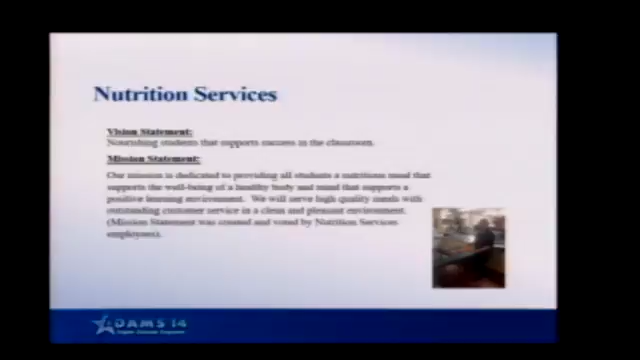 Nutrition Services
Vision Statement:
Nourishing students that supports success in the classroom.
Mission Statement:
Our mission is dedicated to providing all students a nutritious meal that
supports the well-being of a healthy body and mind that supports a
positive learning environment. We will serve high quality meals with
outstanding customer service in a clean and pleasant environment.
(Mission Statement was created and voted by Nutrition Services
employees).
ADAMS 14